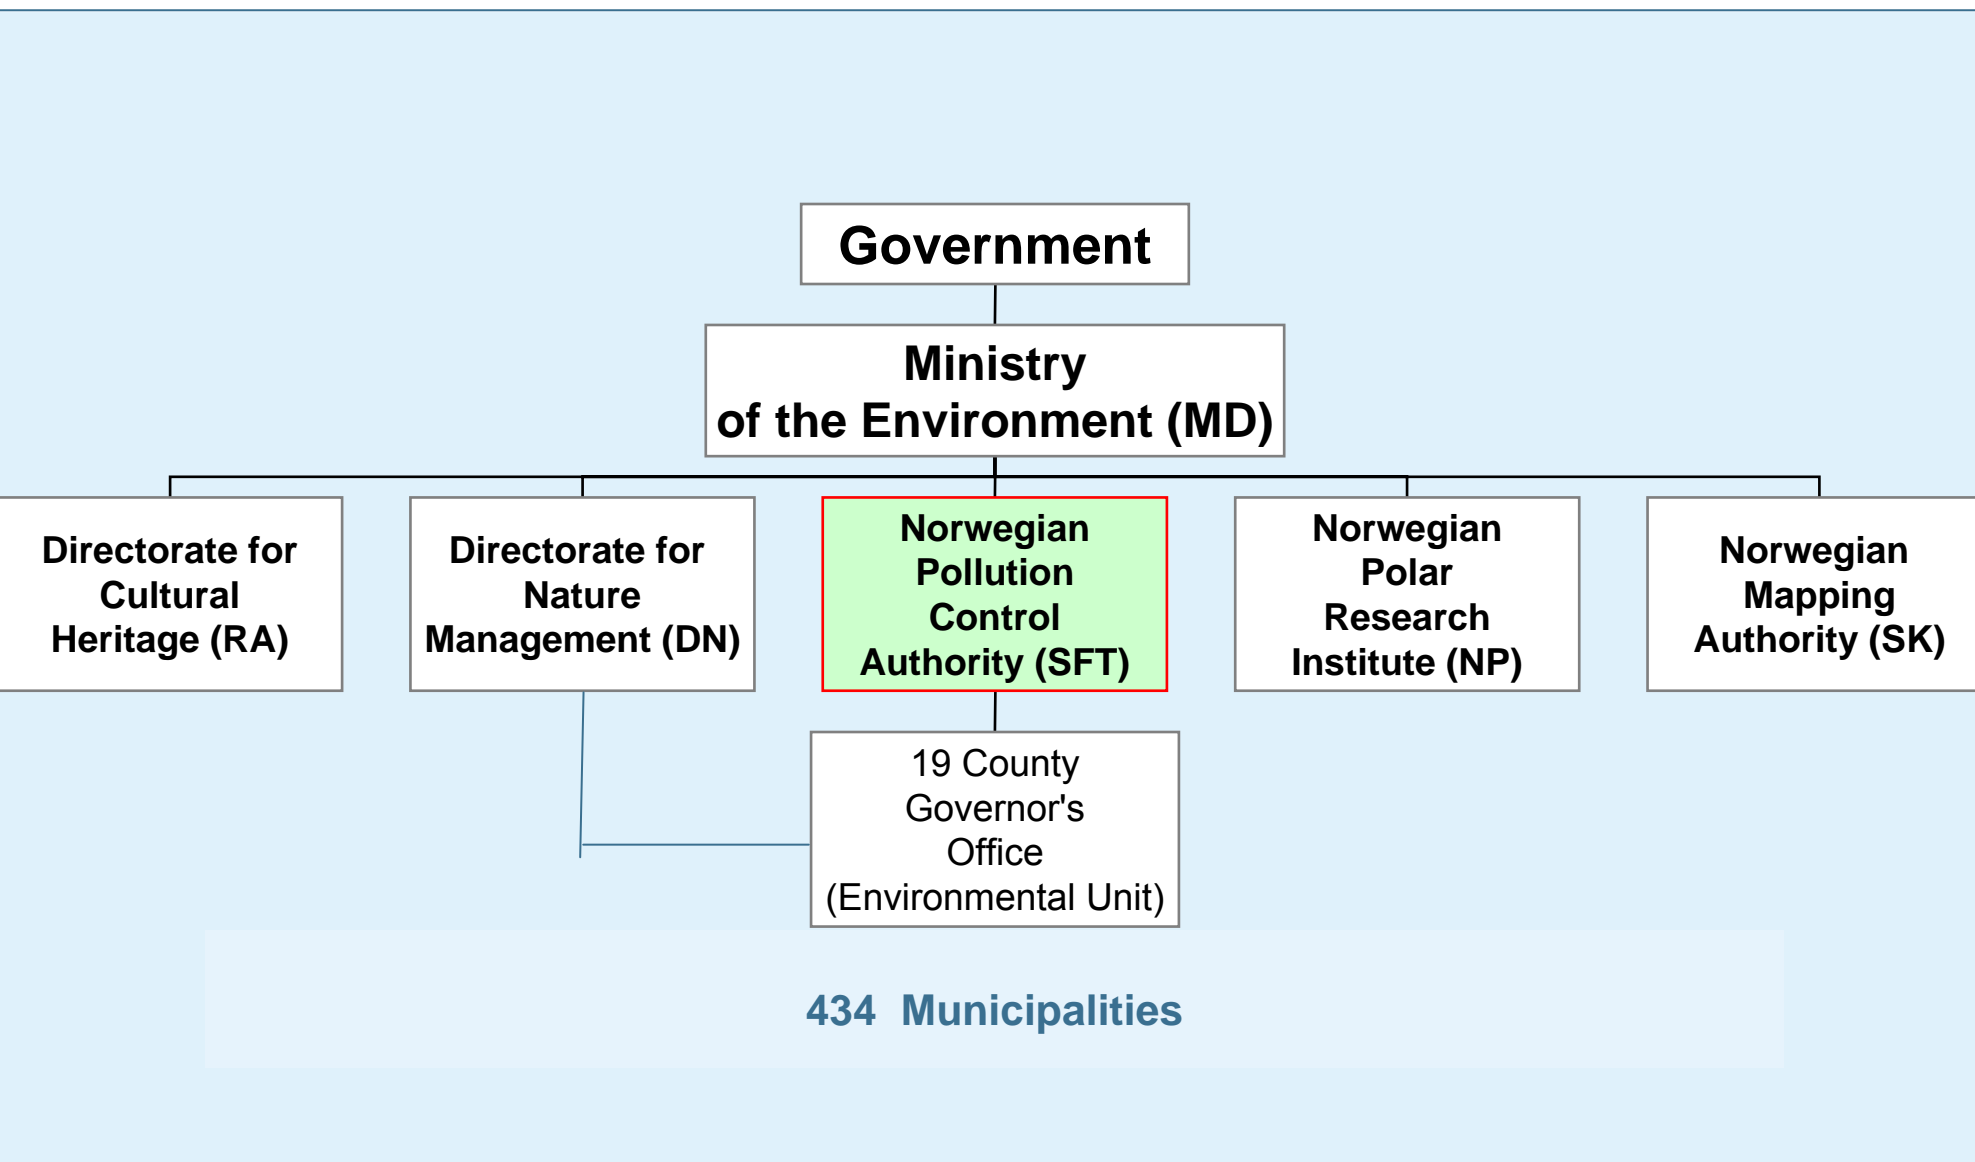 Government
Ministry
of the Environment (MD)
Directorate for
Cultural
Heritage (RA)
Directorate for
Nature
Management (DN)
Norwegian
Pollution
Control
Authority (SFT)
Norwegian
Polar
Research
Institute (NP)
Norwegian
Mapping
Authority (SK)
19 County
Governor's
Office
(Environmental Unit)
434 Municipalities